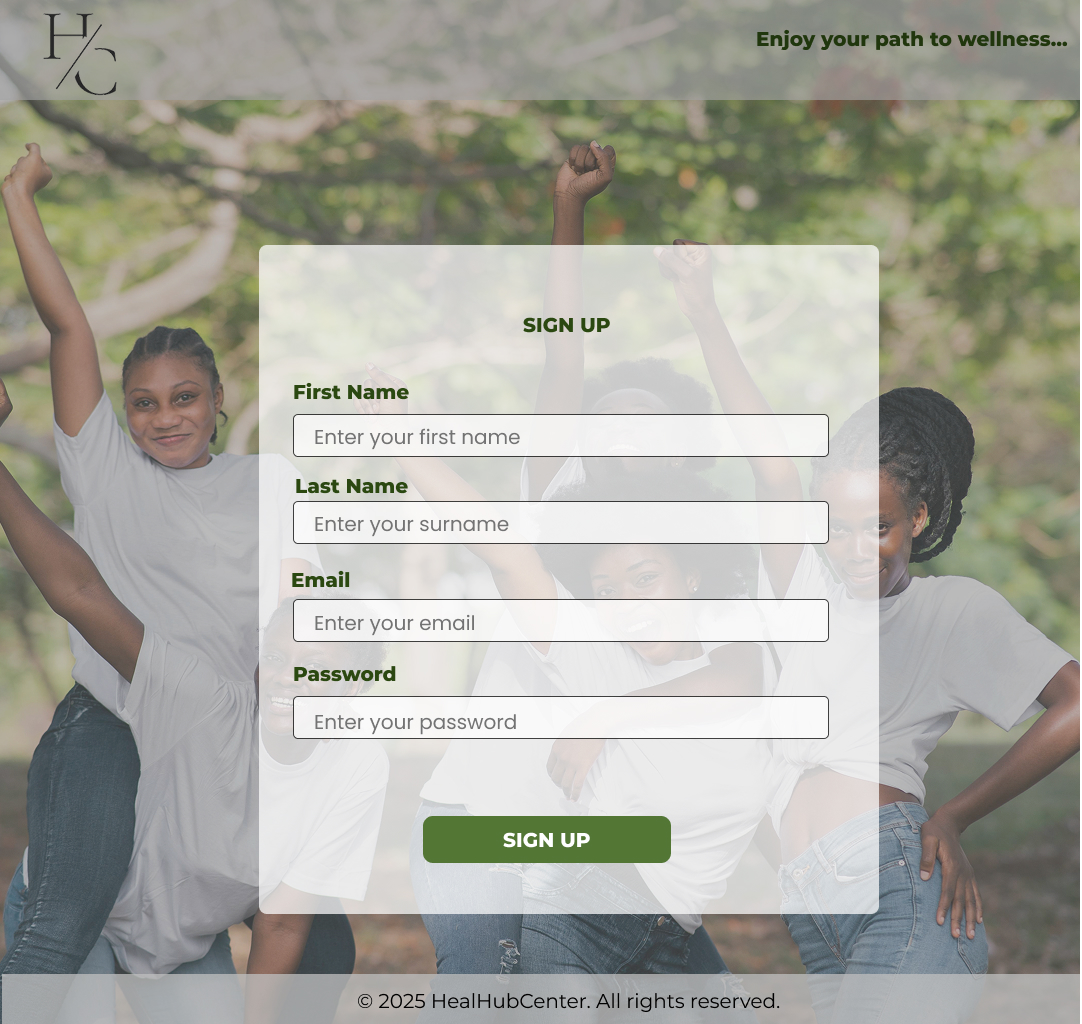 H/C
Enjoy your path to wellness...
SIGN UP
First Name
Enter your first name
Last Name
Enter your surname
Email
Enter your email
Password
Enter your password
SIGN UP
© 2025 HealHubCenter. All rights reserved.